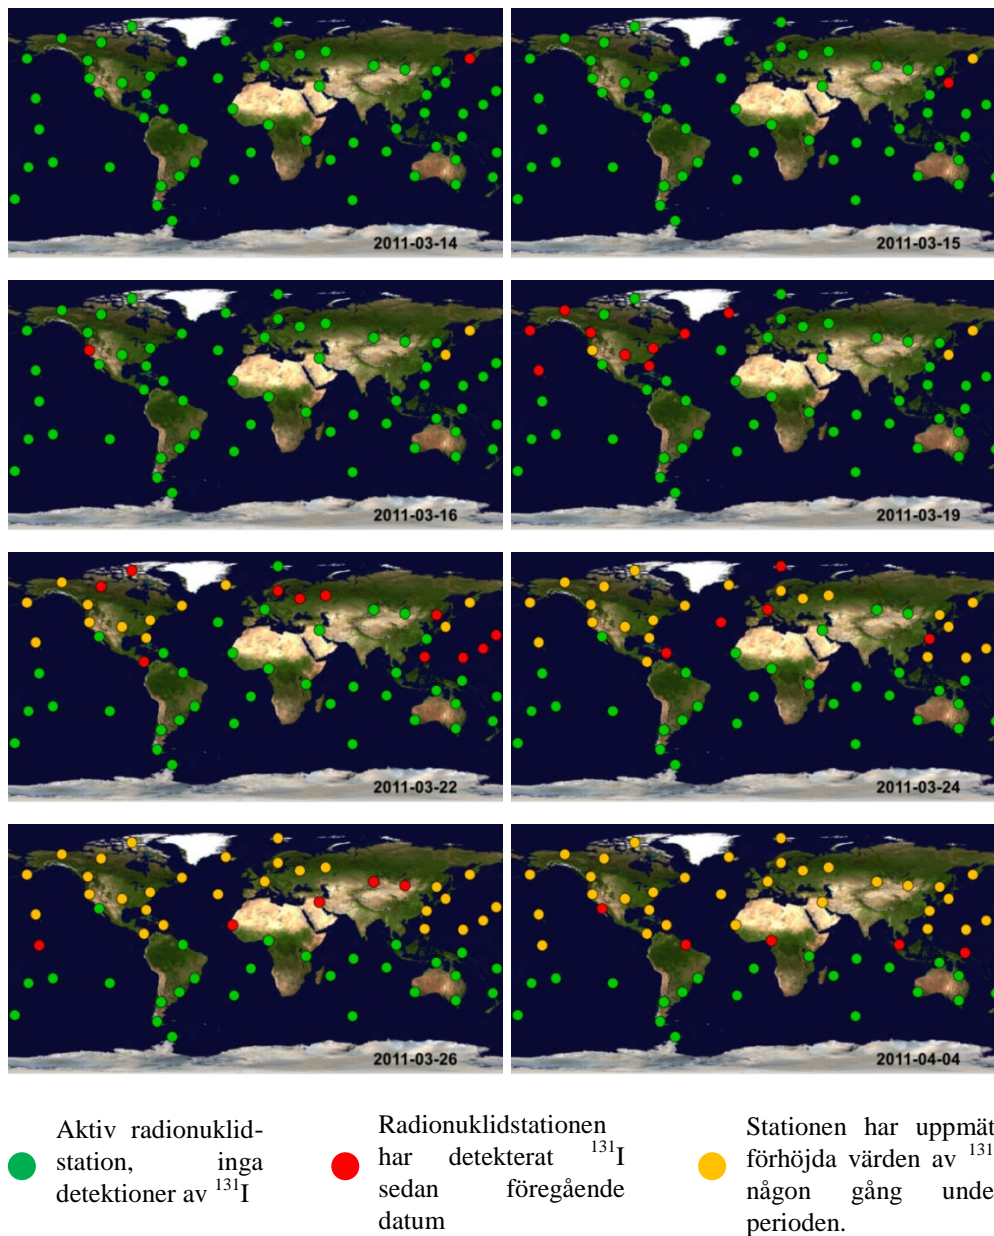 2011-03-14
2011-03-15
2011-03-16
2011-03-19
2011-03-22
2011-03-24
2011-03-26
2011-04-04
Aktiv radionuklid-
station, inga
detektioner av ¹³¹I
Radionuklidstationen
har detekterat ¹³¹I
sedan föregående
datum
Stationen har uppmät
förhöjda värden av ¹³¹
någon gång unde
perioden.